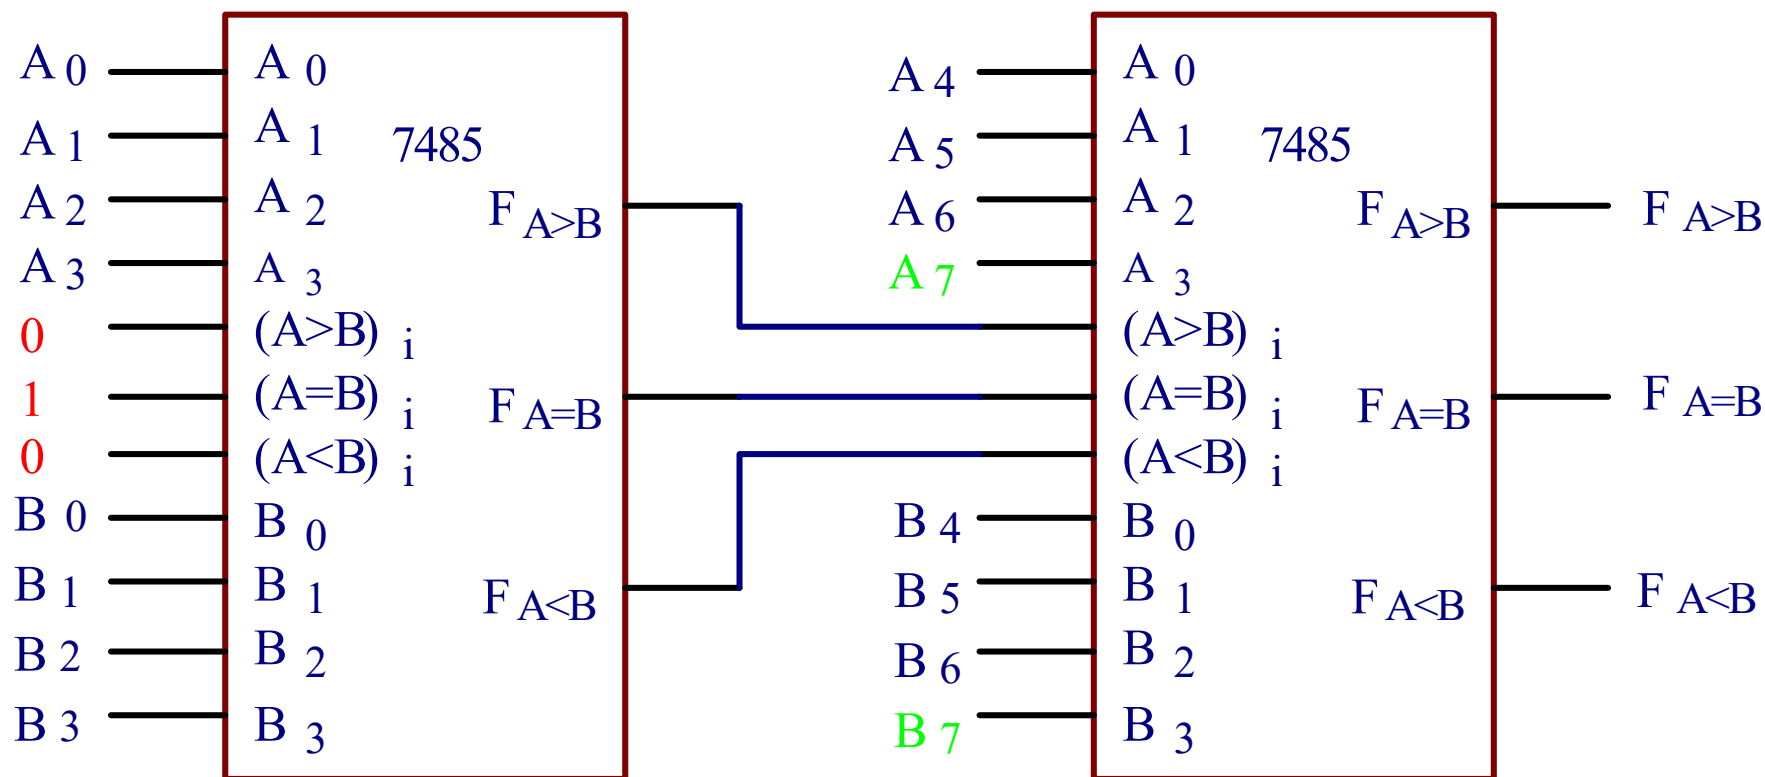 A0 A0 A4 A0
A1 A1 7485 A5 A1 7485
A2 A2 FA>B A6 A2 FA>B FA>B
A3 A3 A7 A3
0 (A>B)i (A>B)i
1 (A=B)i FA=B (A=B)i FA=B FA=B
0 (A<B)i (A<B)i
B0 B0 B4 B0
B1 B1 FA<B B5 B1 FA<B FA<B
B2 B2 B6 B2
B3 B3 B7 B3